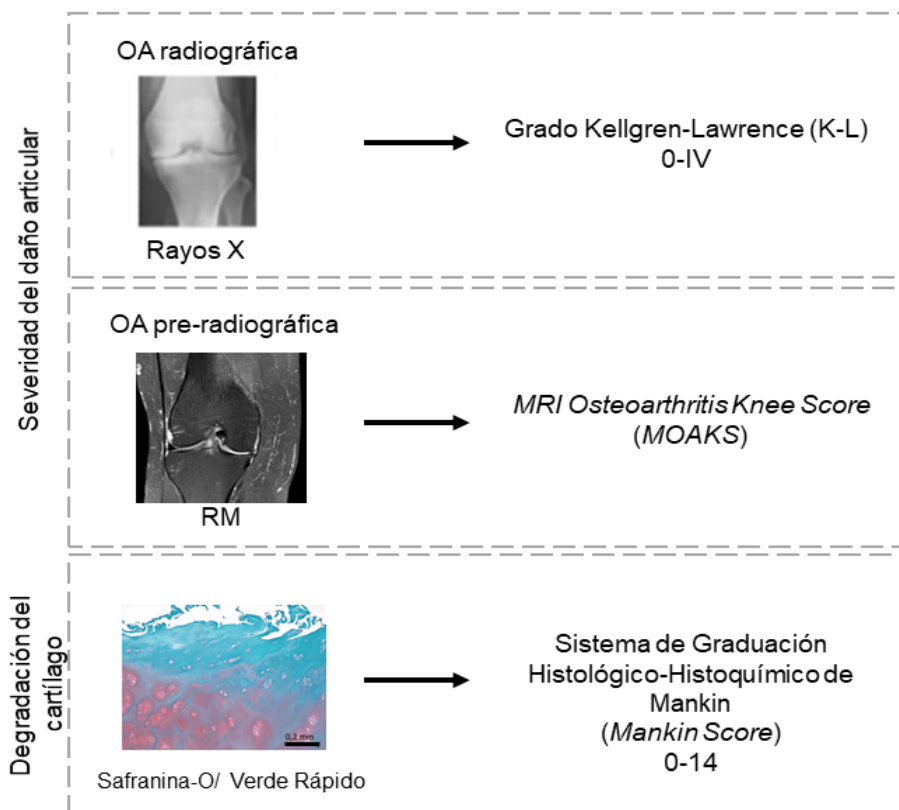 Severidad del daño articular
OA radiográfica
Rayos X
Grado Kellgren-Lawrence (K-L)
0-IV
OA pre-radiográfica
RM
MRI Osteoarthritis Knee Score
(MOAKS)
Degradación del
cartílago
0,2 mm
Safranina-O/ Verde Rápido
Sistema de Graduación
Histológico-Histoquímico de
Mankin
(Mankin Score)
0-14